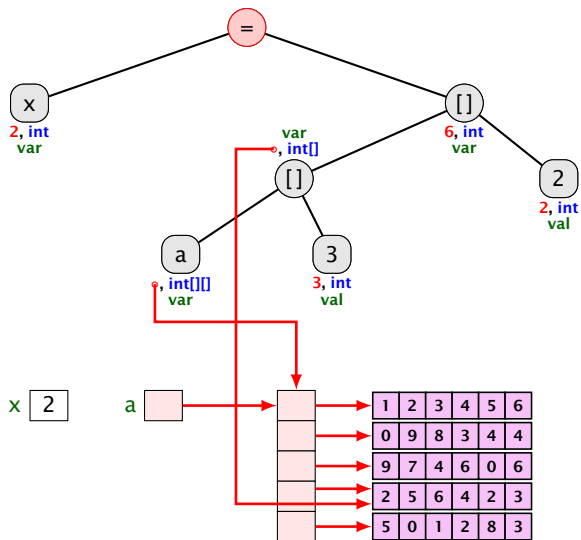 =
x
2, int
var
[]
6, int
var
var
, int[]
[]
2
2, int
val
a
, int[][]
var
3
3, int
val
x 2
a
1 2 3 4 5 6
0 9 8 3 4 4
9 7 4 6 0 6
2 5 6 4 2 3
5 0 1 2 8 3